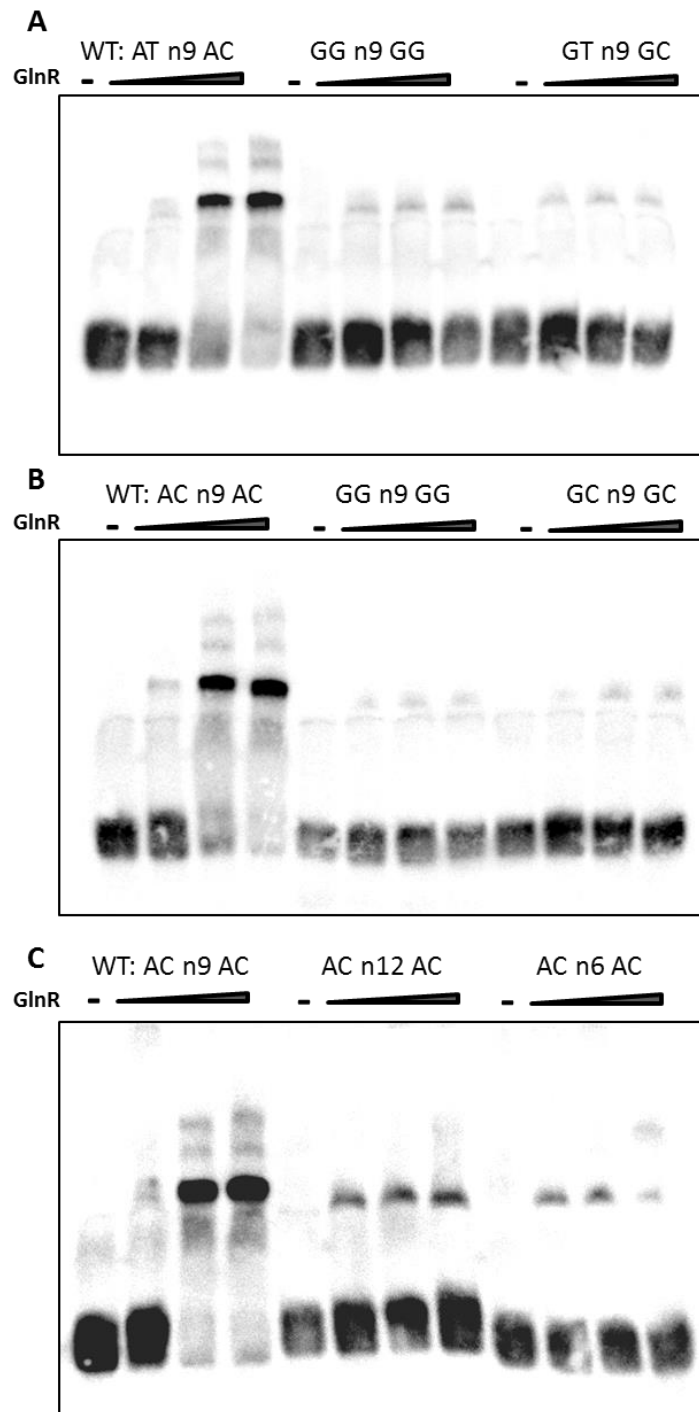 A
WT: AT n9 AC GG n9 GG GT n9 GC
GlnR - - -
B
WT: AC n9 AC GG n9 GG GC n9 GC
GlnR - - -
C
WT: AC n9 AC AC n12 AC AC n6 AC
GlnR - - -